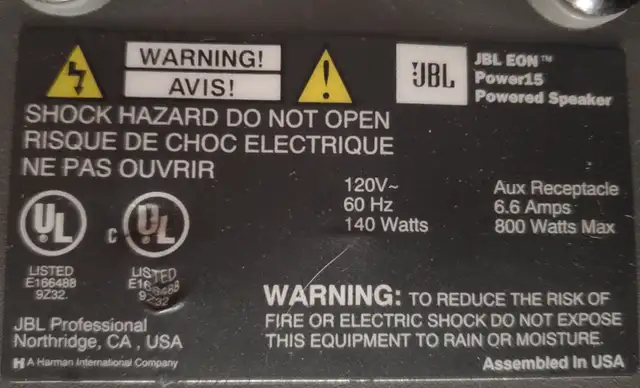 WARNING!
AVIS!
JBL
JBL EON™
Power15
Powered Speaker
SHOCK HAZARD DO NOT OPEN
RISQUE DE CHOC ELECTRIQUE
NE PAS OUVRIR
120V~
60 Hz
140 Watts
Aux Receptacle
6.6 Amps
800 Watts Max
UL
LISTED
E166488
9Z32
c UL
LISTED
E166488
9Z32
JBL Professional
Northridge, CA , USA
H A Harman International Company
WARNING: TO REDUCE THE RISK OF
FIRE OR ELECTRIC SHOCK DO NOT EXPOSE
THIS EQUIPMENT TO RAIN OR MOISTURE.
Assembled In USA